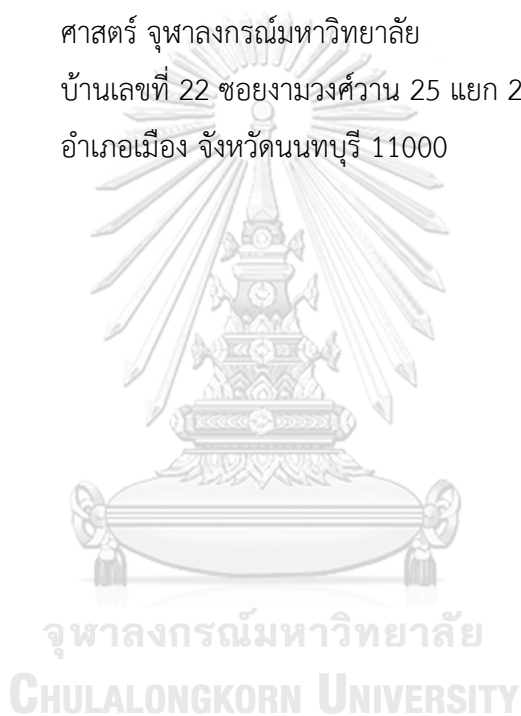 ศาสตร์ จุฬาลงกรณ์มหาวิทยาลัย
บ้านเลขที่ 22 ซอยงามวงศ์วาน 25 แยก 2
อำเภอเมือง จังหวัดนนทบุรี 11000
จุฬาลงกรณ์มหาวิทยาลัย
CHULALONGKORN UNIVERSITY